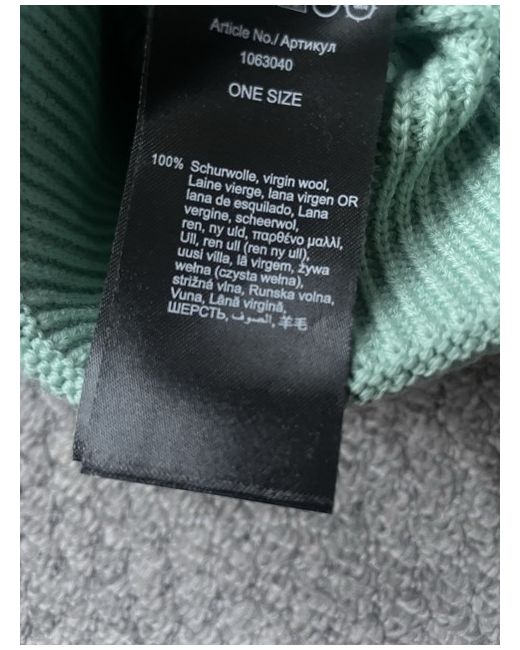 Article No./ Артикул
1063040
ONE SIZE
100% Schurwolle, virgin wool,
Laine vierge, lana virgen OR
lana de esquilado, Lana
vergine, scheerwol,
ren, ny uld, παρθένο μαλλί,
Ull, ren ull (ren ny ull),
uusi villa, lã virgem, żywa
wełna (czysta wełna),
strižná vlna, Runska volna,
Vuna, Lână virgină,
ШЕРСТЬ, الصوف, 羊毛